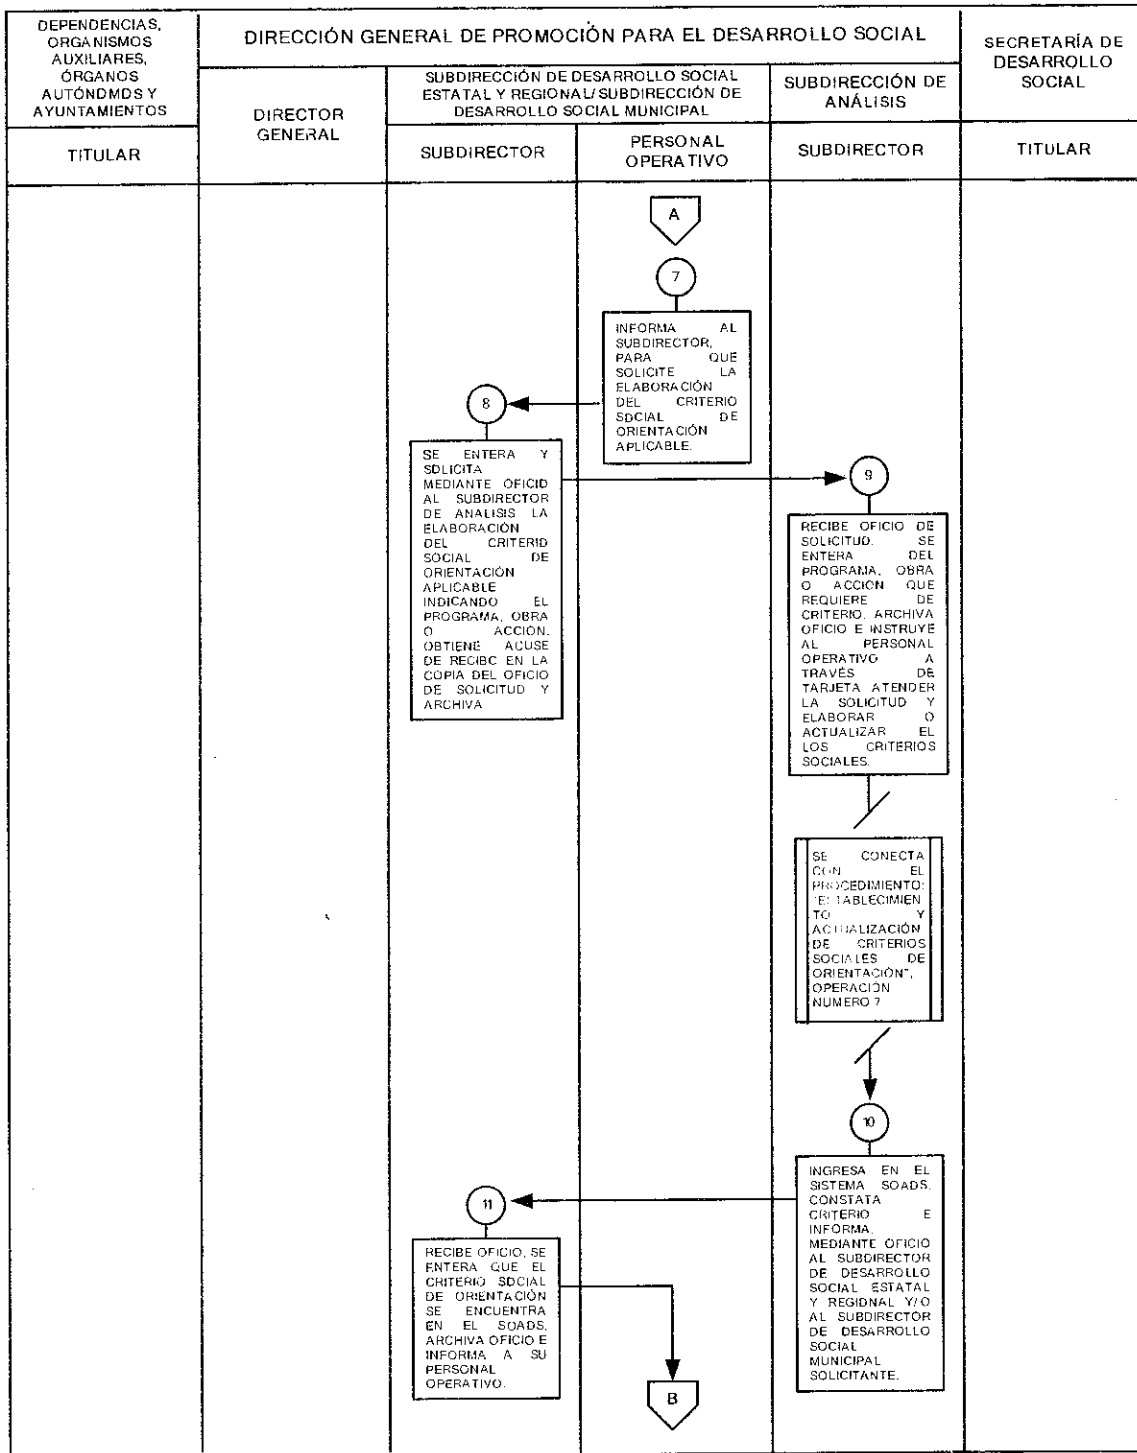 DEPENDENCIAS,
ORGANISMOS
AUXILIARES,
ÓRGANOS
AUTÓNDMDS Y
AYUNTAMIENTOS
DIRECCIÓN GENERAL DE PROMOCIÓN PARA EL DESARROLLO SOCIAL
SECRETARÍA DE
DESARROLLO
SOCIAL
DIRECTOR
GENERAL
SUBDIRECCIÓN DE DESARROLLO SOCIAL
ESTATAL Y REGIONAL/SUBDIRECCIÓN DE
DESARROLLO SOCIAL MUNICIPAL
SUBDIRECCIÓN DE
ANÁLISIS
TITULAR
SUBDIRECTOR
PERSONAL
OPERATIVO
SUBDIRECTOR
TITULAR
A
7
INFORMA AL
SUBDIRECTOR,
PARA QUE
SOLICITE LA
ELABORACIÓN
DEL CRITERIO
SDCIAL DE
ORIENTACIÓN
APLICABLE.
8
SE ENTERA Y
SDLICITA
MEDIANTE OFICID
AL SUBDIRECTOR
DE ANALISIS LA
ELABORACIÓN
DEL CRITERID
SOCIAL DE
ORIENTACIÓN
APLICABLE
INDICANDO EL
PROGRAMA, OBRA
O ACCION.
OBTIENE ACUSE
DE RECIBC EN LA
COPIA DEL OFICIO
DE SOLICITUD Y
ARCHIVA
9
RECIBE OFICIO DE
SOLICITUD. SE
ENTERA DEL
PROGRAMA, OBRA
O ACCION QUE
REQUIERE DE
CRITERIO. ARCHIVA
OFICIO E INSTRUYE
AL PERSONAL
OPERATIVO A
TRAVÉS DE
TARJETA ATENDER
LA SOLICITUD Y
ELABORAR O
ACTUALIZAR EL
LOS CRITERIOS
SOCIALES.
SE CONECTA
CON EL
PROCEDIMIENTO:
"ESTABLECIMIEN
TO Y
ACTUALIZACIÓN
DE CRITERIOS
SOCIALES DE
ORIENTACIÓN",
OPERACIÓN
NUMERO 7
10
INGRESA EN EL
SISTEMA SOADS,
CONSTATA
CRITERIO E
INFORMA.
MEDIANTE OFICIO
AL SUBDIRECTOR
DE DESARROLLO
SOCIAL ESTATAL
Y REGIDNAL Y/O
AL SUBDIRECTOR
DE DESARROLLO
SOCIAL
MUNICIPAL
SOLICITANTE.
11
RECIBE OFICIO, SE
ENTERA QUE EL
CRITERIO SDCIAL
DE ORIENTACIÓN
SE ENCUENTRA
EN EL SOADS,
ARCHIVA OFICIO E
INFORMA A SU
PERSONAL
OPERATIVO.
B